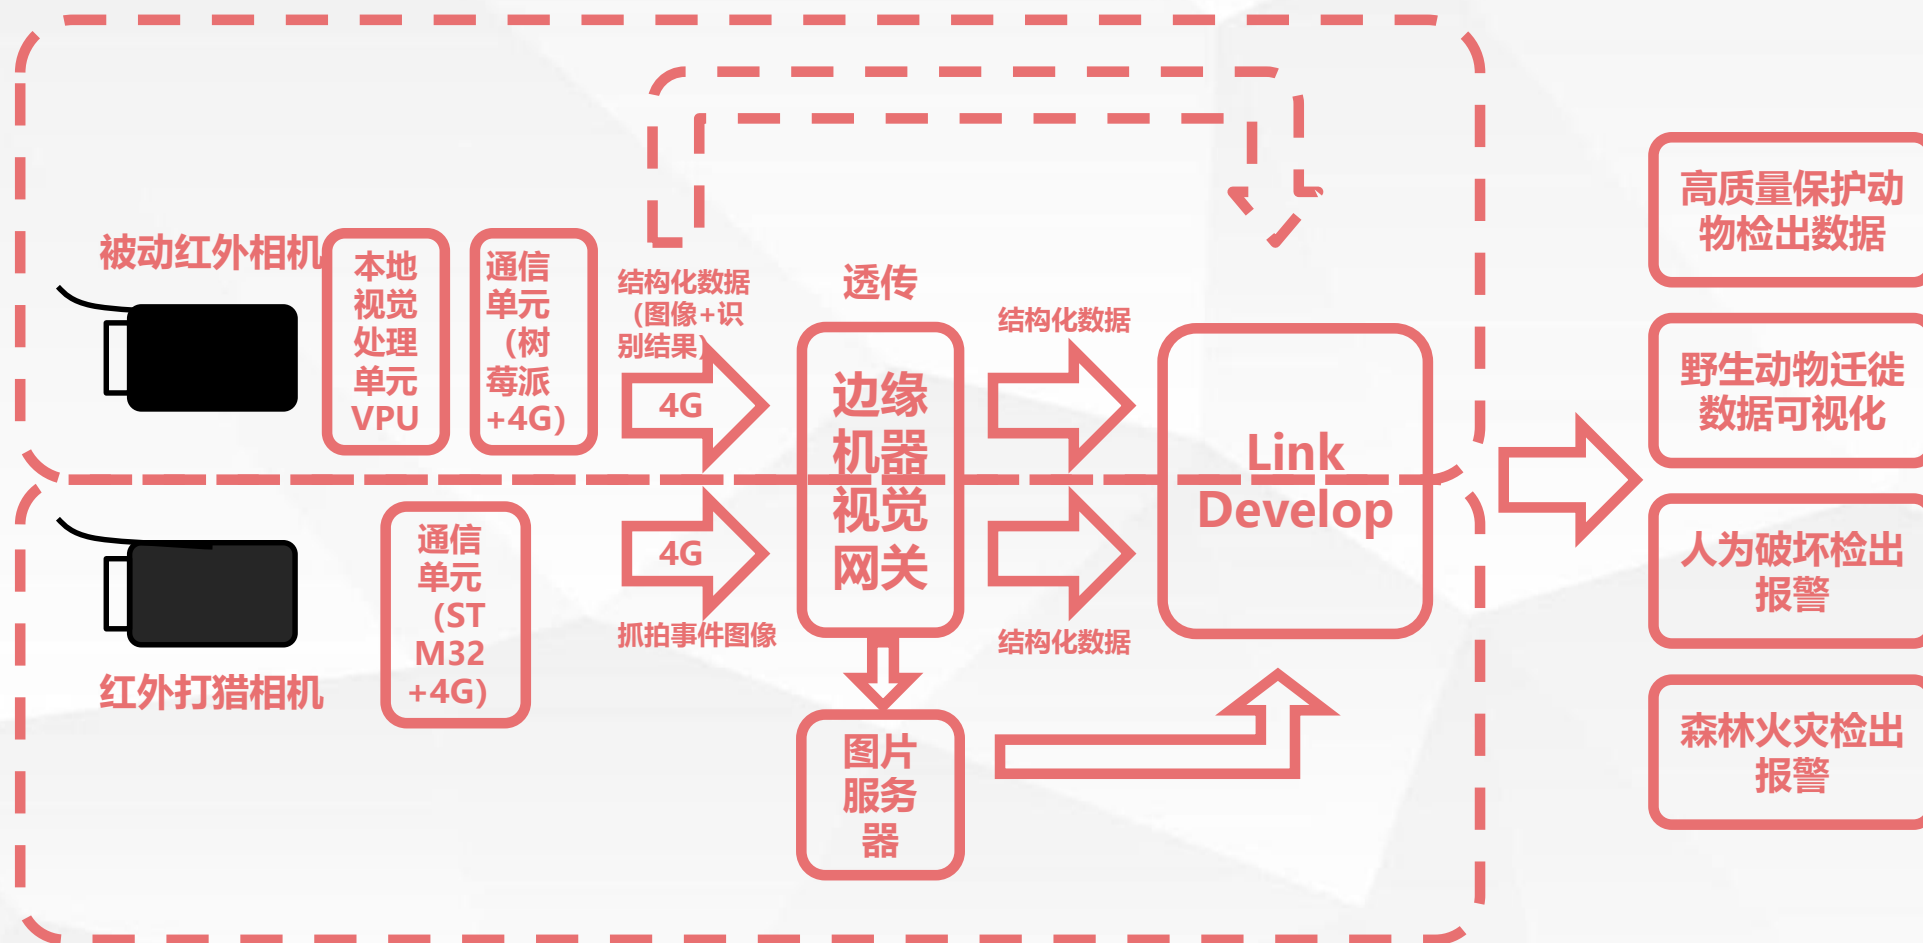 被动红外相机
本地
视觉
处理
单元
VPU
通信
单元
（树
莓派
+4G）
结构化数据
（图像+识
别结果）
4G
透传
边缘
机器
视觉
网关
结构化数据
Link
Develop
红外打猎相机
通信
单元
（ST
M32
+4G）
4G
抓拍事件图像
结构化数据
图片
服务
器
高质量保护动
物检出数据
野生动物迁徙
数据可视化
人为破坏检出
报警
森林火灾检出
报警